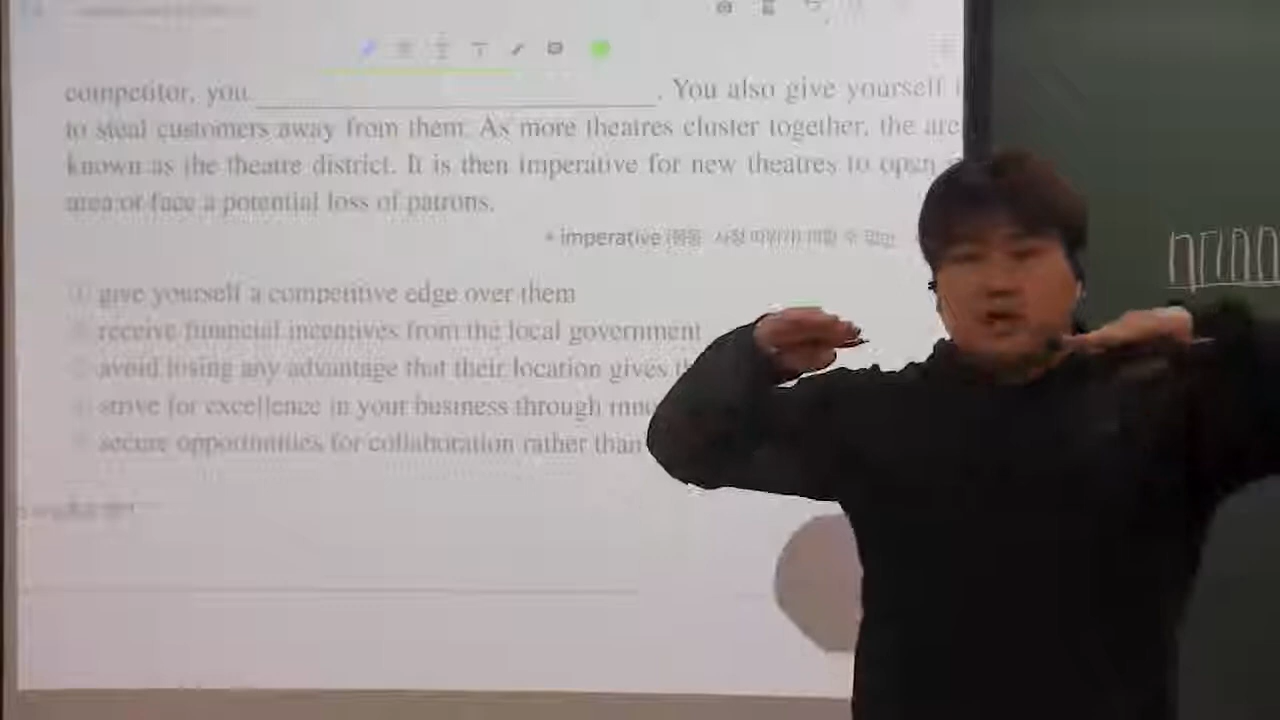 competitor, you ____________. You also give yourself
to steal customers away from them. As more theatres cluster together, the are
known as the theatre district. It is then imperative for new theatres to open
area or face a potential loss of patrons.
* imperative
① give yourself a competitive edge over them
receive financial incentives from the local government
avoid losing any advantage that their location gives
strive for excellence in your business through
secure opportunities for collaboration rather than